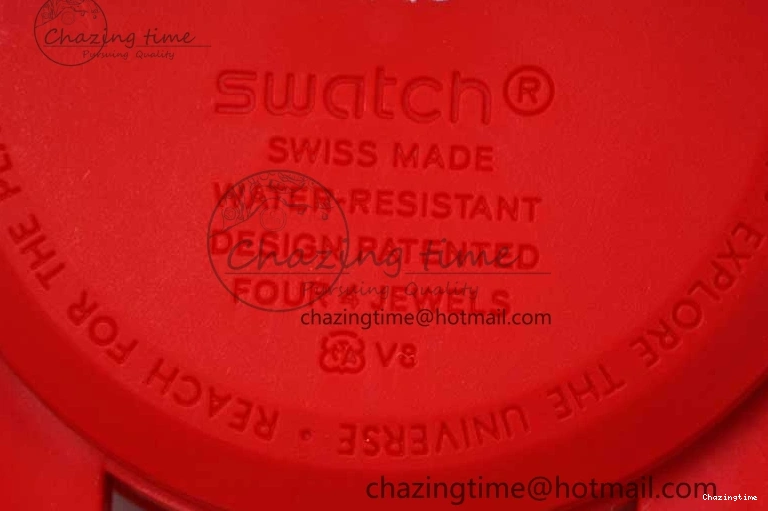 Chazing time
Pursuing Quality
swatch®
SWISS MADE
WATER-RESISTANT
DESIGN PATENTED
FOUR 4 JEWELS
Chazing time
Pursuing Quality
chazingtime@hotmail.com
V8
EXPLORE THE UNIVERSE • REACH FOR THE
chazingtime@hotmail.com
Chazingtime